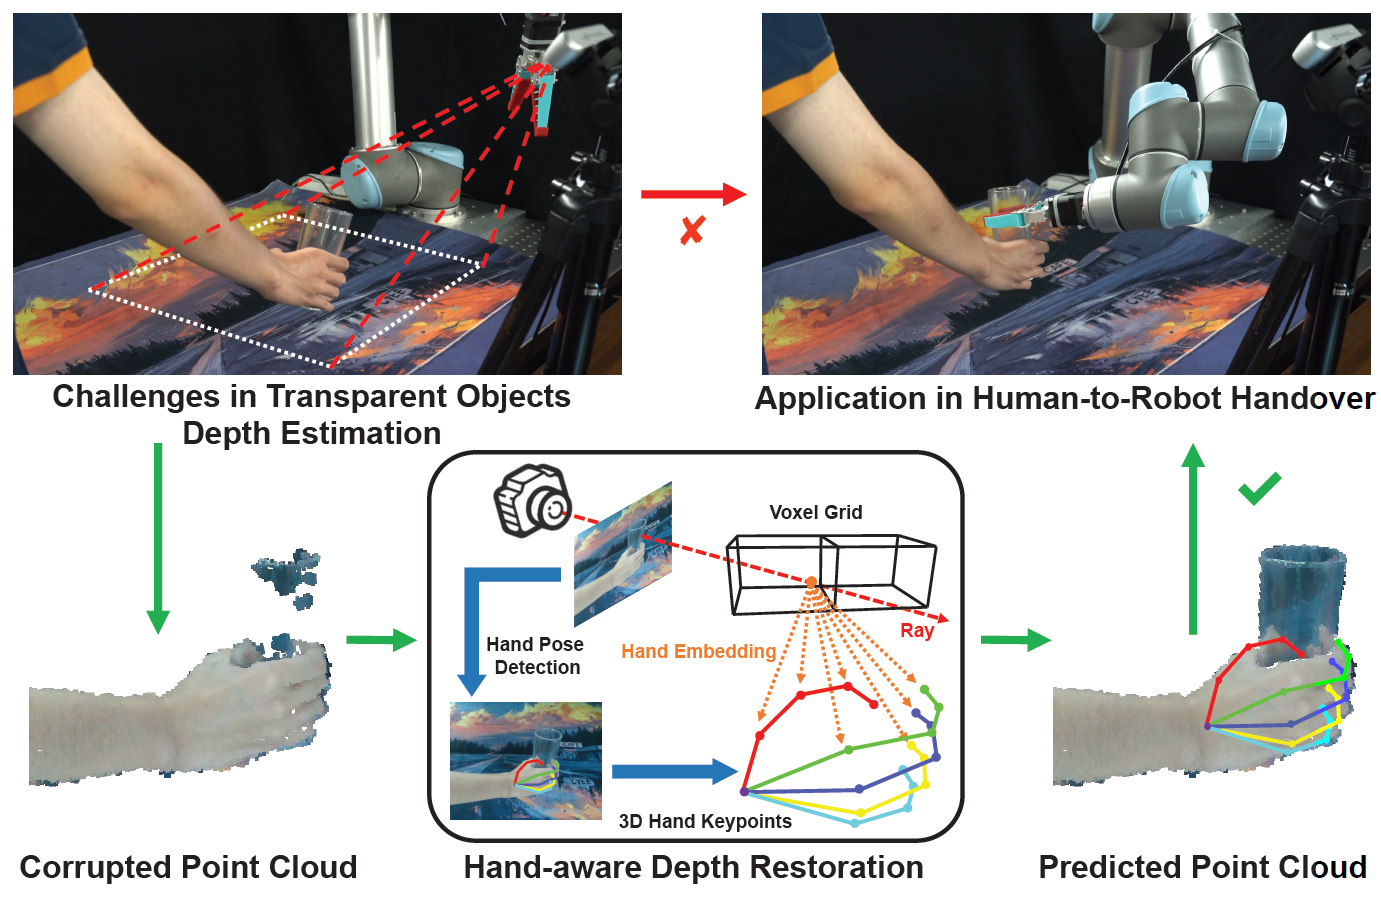 Challenges in Transparent Objects
Depth Estimation
Application in Human-to-Robot Handover
Voxel Grid
Ray
Hand Embedding
Hand Pose
Detection
3D Hand Keypoints
Corrupted Point Cloud
Hand-aware Depth Restoration
Predicted Point Cloud